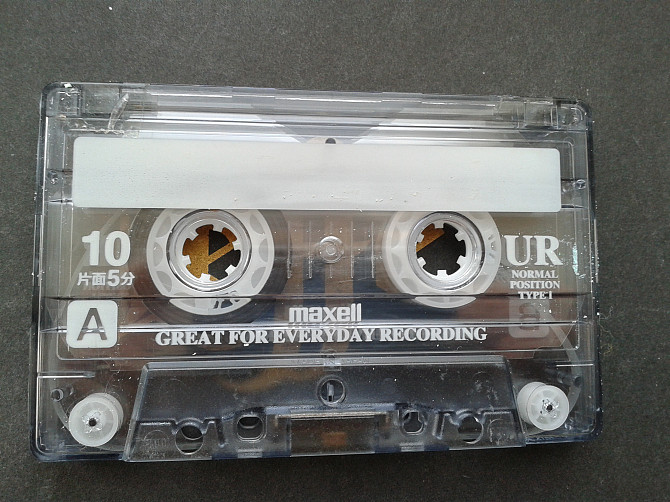 10
片面5分
UR
NORMAL
POSITION
TYPE I
A
maxell
GREAT FOR EVERYDAY RECORDING
B